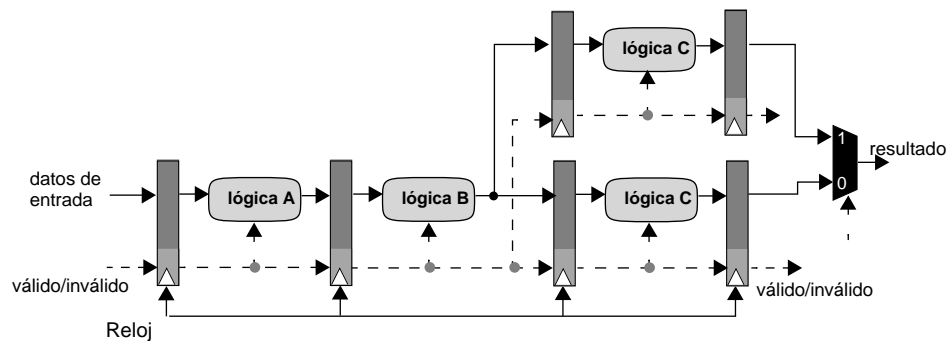 lógica C
1
resultado
0
datos de
entrada
lógica A
lógica B
lógica C
válido/inválido
válido/inválido
Reloj